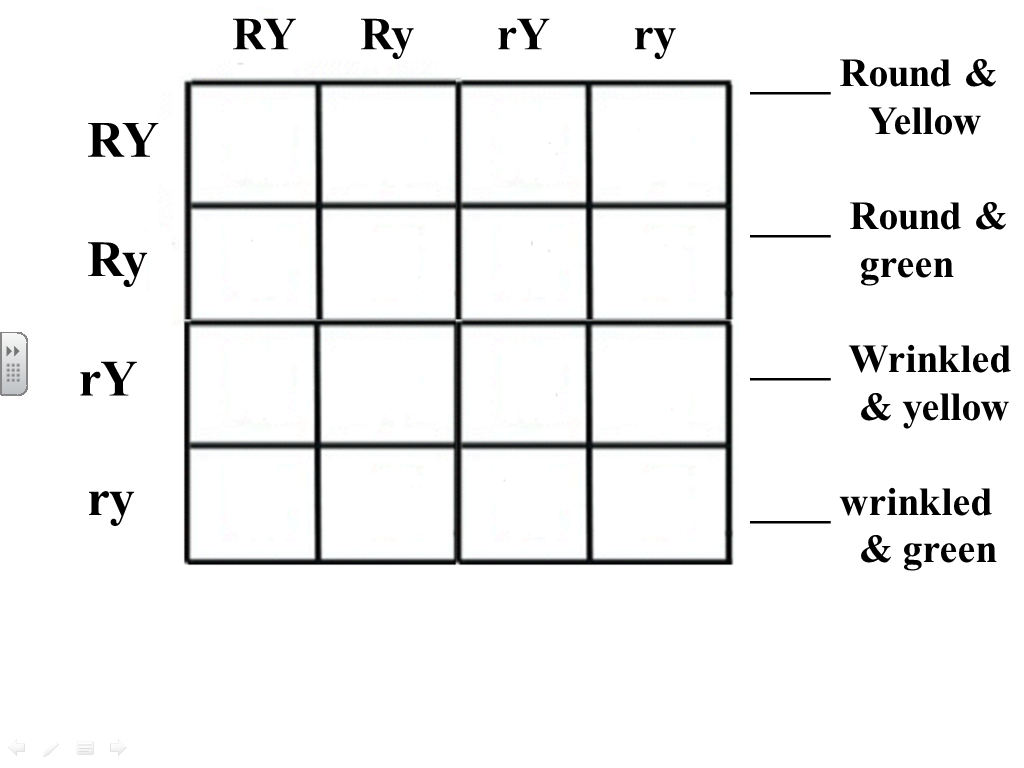 RY Ry rY ry
____ Round &
Yellow
RY
____ Round &
green
Ry
____ Wrinkled
& yellow
rY
____ wrinkled
& green
ry